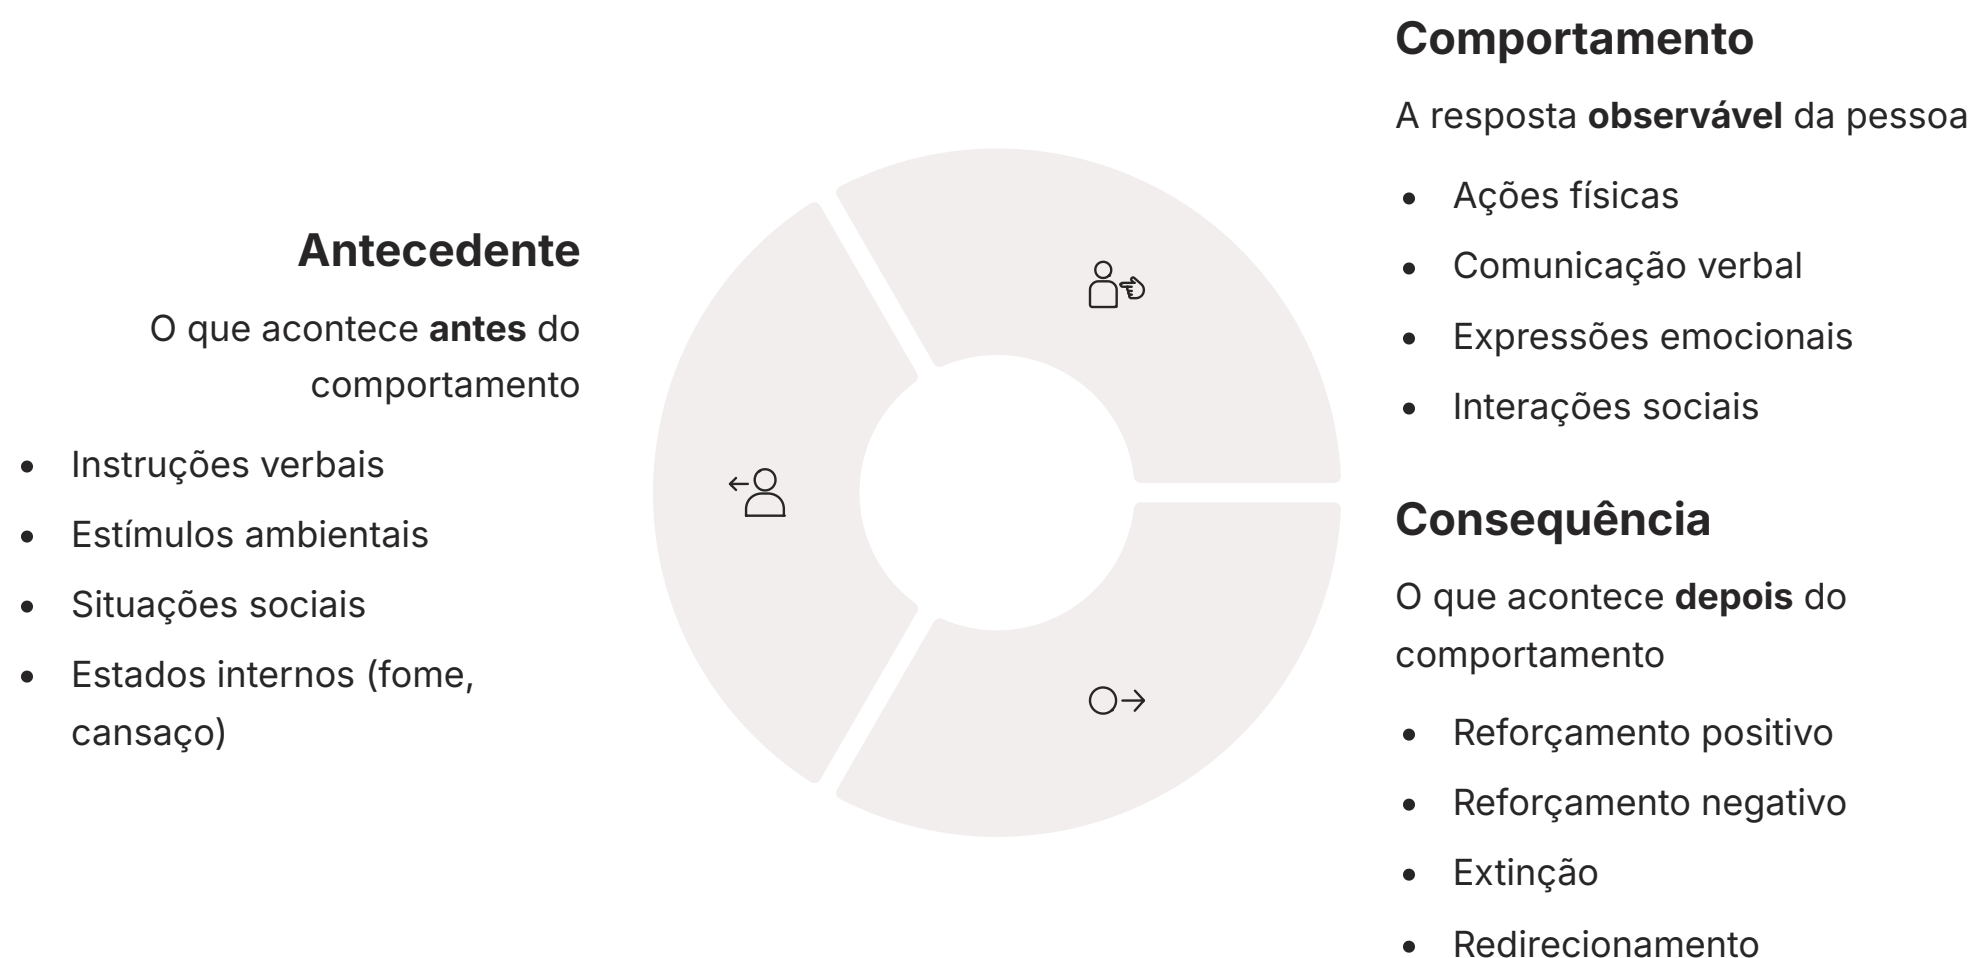 Antecedente
O que acontece antes do
comportamento
• Instruções verbais
• Estímulos ambientais
• Situações sociais
• Estados internos (fome,
cansaço)
Comportamento
A resposta observável da pessoa
• Ações físicas
• Comunicação verbal
• Expressões emocionais
• Interações sociais
Consequência
O que acontece depois do
comportamento
• Reforçamento positivo
• Reforçamento negativo
• Extinção
• Redirecionamento